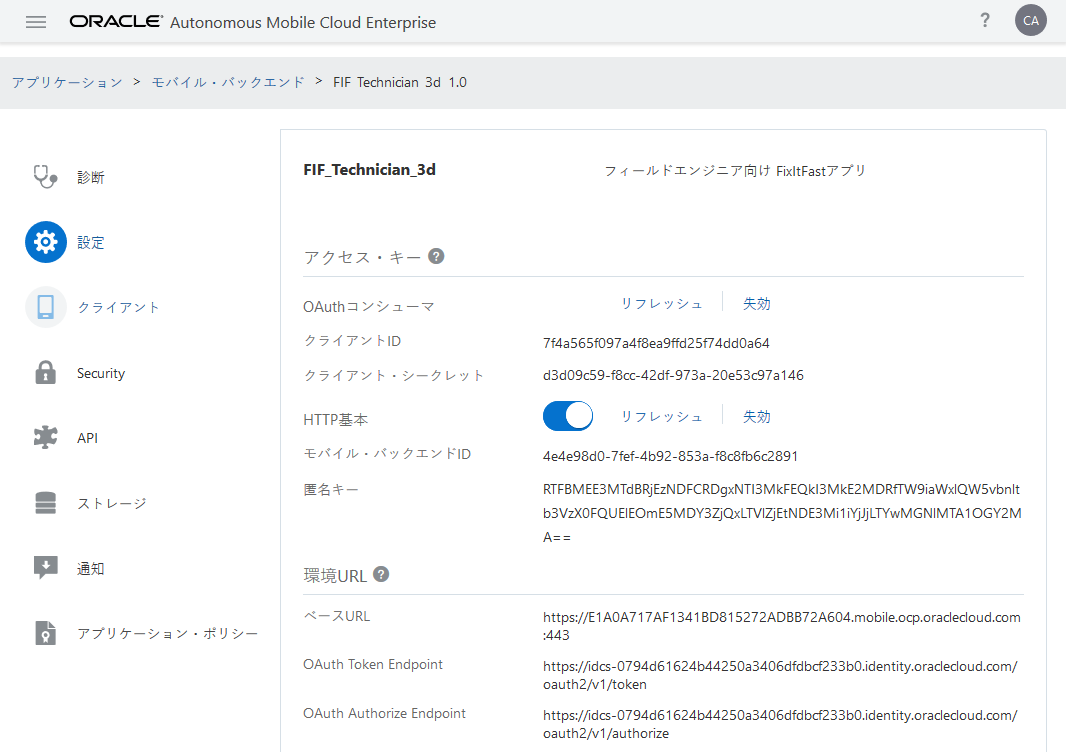 ORACLE Autonomous Mobile Cloud Enterprise ? CA
アプリケーション > モバイル・バックエンド > FIF Technician 3d 1.0
診断
設定
クライアント
Security
API
ストレージ
通知
アプリケーション・ポリシー
FIF_Technician_3d フィールドエンジニア向け FixItFastアプリ
アクセス・キー ?
OAuthコンシューマ リフレッシュ 失効
クライアントID 7f4a565f097a4f8ea9ffd25f74dd0a64
クライアント・シークレット d3d09c59-f8cc-42df-973a-20e53c97a146
HTTP基本 リフレッシュ 失効
モバイル・バックエンドID 4e4e98d0-7fef-4b92-853a-f8c8fb6c2891
匿名キー RTFBMEE3MTdBRjEzNDFCRDgxNTI3MkFEQkI3MkE2MDRfTW9iaWxlQW5vbnlt
b3VzX0FQUElEOmE5MDY3ZjQxLTVlZjEtNDE3Mi1iYjJjLTYwMGNlMTA1OGY2M
A==
環境URL ?
ベースURL https://E1A0A717AF1341BD815272ADBB72A604.mobile.ocp.oraclecloud.com
:443
OAuth Token Endpoint https://idcs-0794d61624b44250a3406dfdbcf233b0.identity.oraclecloud.com/
oauth2/v1/token
OAuth Authorize Endpoint https://idcs-0794d61624b44250a3406dfdbcf233b0.identity.oraclecloud.com/
oauth2/v1/authorize